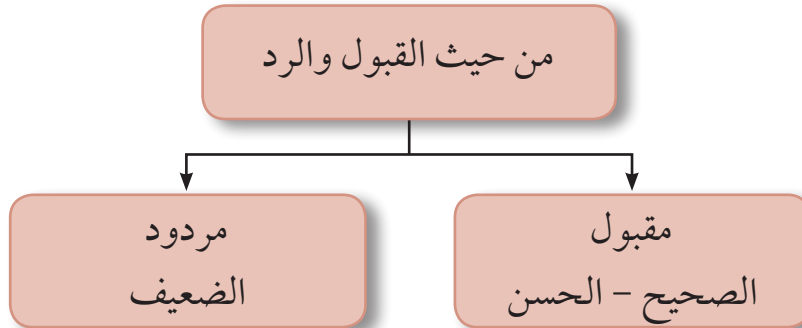 من حيث القبول والرد
مقبول
الصحيح – الحسن
مردود
الضعيف